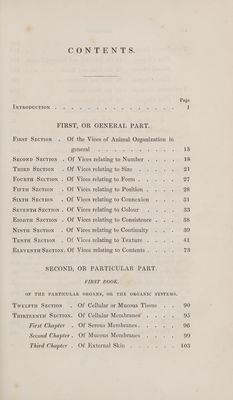 CONTENTS.
Page
INTRODUCTION . . . . . . . . . . . . . . 1
FIRST, OR GENERAL PART.
FIRST SECTION . Of the Vices of Animal Organization in
general . . . . . . . . . . 13
SECOND SECTION . Of Vices relating to Number . . . . . 18
THIRD SECTION . Of Vices relating to Size . . . . . . 21
FOURTH SECTION . Of Vices relating to Form . . . . . . 27
FIFTH SECTION . Of Vices relating to Position . . . . . 28
SIXTH SECTION . Of Vices relating to Connexion . . . . 31
SEVENTH SECTION . Of Vices relating to Colour . . . . . 33
EIGHTH SECTION . Of Vices relating to Consistence . . . . 38
NINTH SECTION . Of Vices relating to Continuity . . . . 39
TENTH SECTION . Of Vices relating to Texture . . . . . 41
ELEVENTH SECTION. Of Vices relating to Contents . . . . . 73
SECOND, OR PARTICULAR PART.
FIRST BOOK.
OF THE PARTICULAR ORGANS, OR THE ORGANIC SYSTEMS.
TWELFTH SECTION . Of Cellular or Mucous Tissue . . 90
THIRTEENTH SECTION. Of Cellular Membranes . . . . . . 95
First Chapter . Of Serous Membranes . . . . . . 96
Second Chapter . Of Mucous Membranes . . . . . 99
Third Chapter . Of External Skin . . . . . . 103